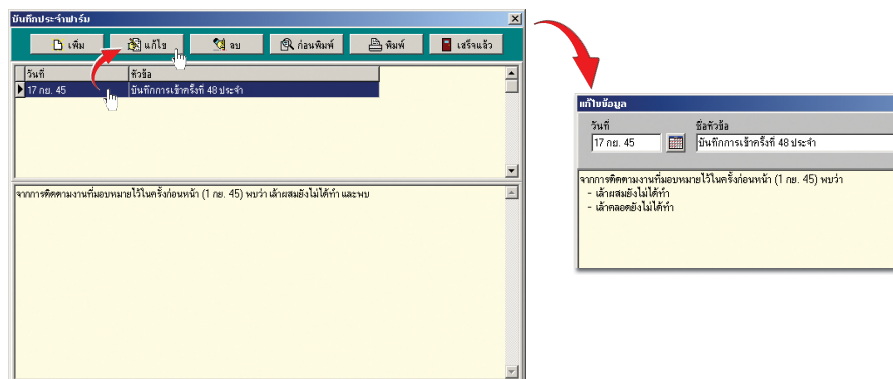 บันทึกประจำฟาร์ม
เพิ่ม แก้ไข ลบ ก่อนพิมพ์ พิมพ์ เสร็จแล้ว
วันที่ หัวข้อ
17 กย. 45 บันทึกการเข้าครั้งที่ 48 ประจำ
จากการติดตามงานที่มอบหมายไว้ในครั้งก่อนหน้า (1 กย. 45) พบว่า เล้าผสมยังไม่ได้ทำ และพบ
แก้ไขข้อมูล
วันที่ ชื่อหัวข้อ
17 กย. 45 บันทึกการเข้าครั้งที่ 48 ประจำ
จากการติดตามงานที่มอบหมายไว้ในครั้งก่อนหน้า (1 กย. 45) พบว่า
- เล้าผสมยังไม่ได้ทำ
- เล้าคลอดยังไม่ได้ทำ